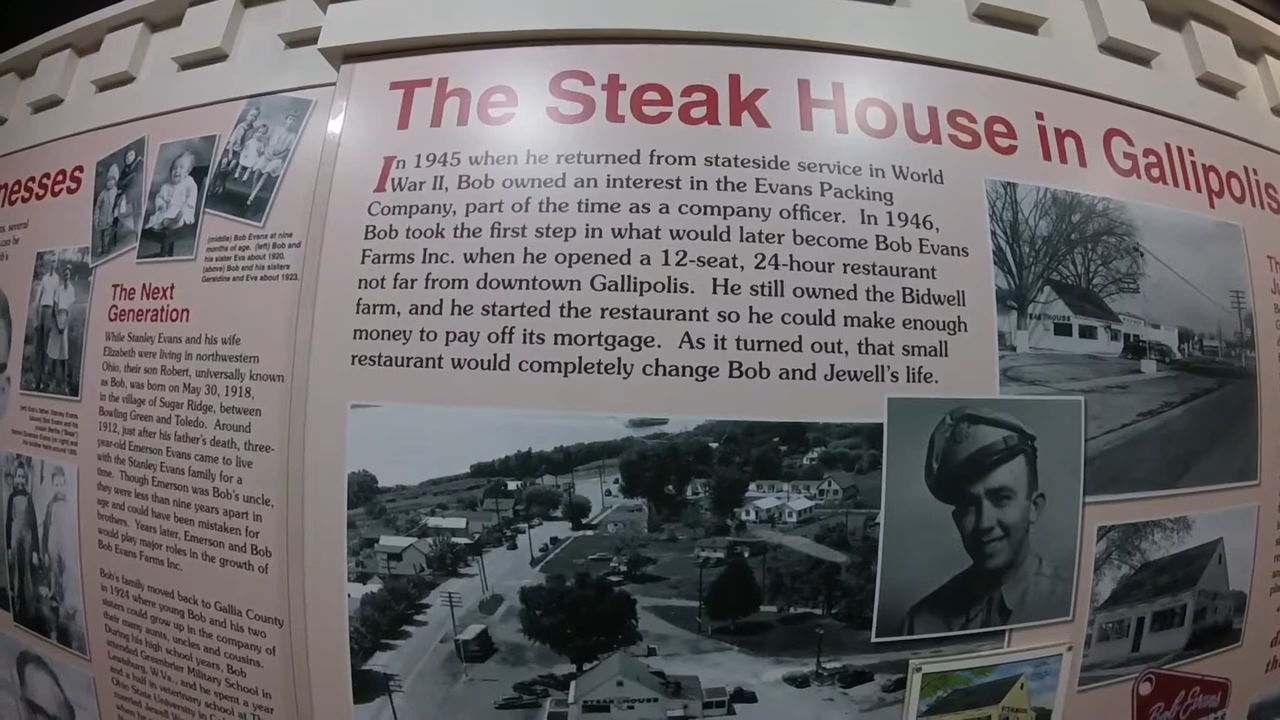 nesses
(middle) Bob Evans at nine
months of age. (left) Bob and
his sister Eva about 1920.
(above) Bob and his sisters
Geraldine and Eva about 1923.
The Next
Generation
While Stanley Evans and his wife
Elizabeth were living in northwestern
Ohio, their son Robert, universally known
as Bob, was born on May 30, 1918,
in the village of Sugar Ridge, between
Bowling Green and Toledo. Around
1912, just after his father's death, three-
year-old Emerson Evans came to live
with the Stanley Evans family for a
time. Though Emerson was Bob's uncle,
they were less than nine years apart in
age and could have been mistaken for
brothers. Years later, Emerson and Bob
would play major roles in the growth of
Bob Evans Farms Inc.
Bob's family moved back to Gallia County
in 1924 where young Bob and his two
sisters could grow up in the company of
their many aunts, uncles and cousins.
During his high school years, Bob
attended Greenbrier Military School in
Lewisburg, W.Va., and he spent a year
and a half in veterinary school at The
Ohio State University in
married Jewell
The Steak House in Gallipolis
In 1945 when he returned from stateside service in World
War II, Bob owned an interest in the Evans Packing
Company, part of the time as a company officer. In 1946,
Bob took the first step in what would later become Bob Evans
Farms Inc. when he opened a 12-seat, 24-hour restaurant
not far from downtown Gallipolis. He still owned the Bidwell
farm, and he started the restaurant so he could make enough
money to pay off its mortgage. As it turned out, that small
restaurant would completely change Bob and Jewell's life.
STEAK HOUSE
Bob Evans